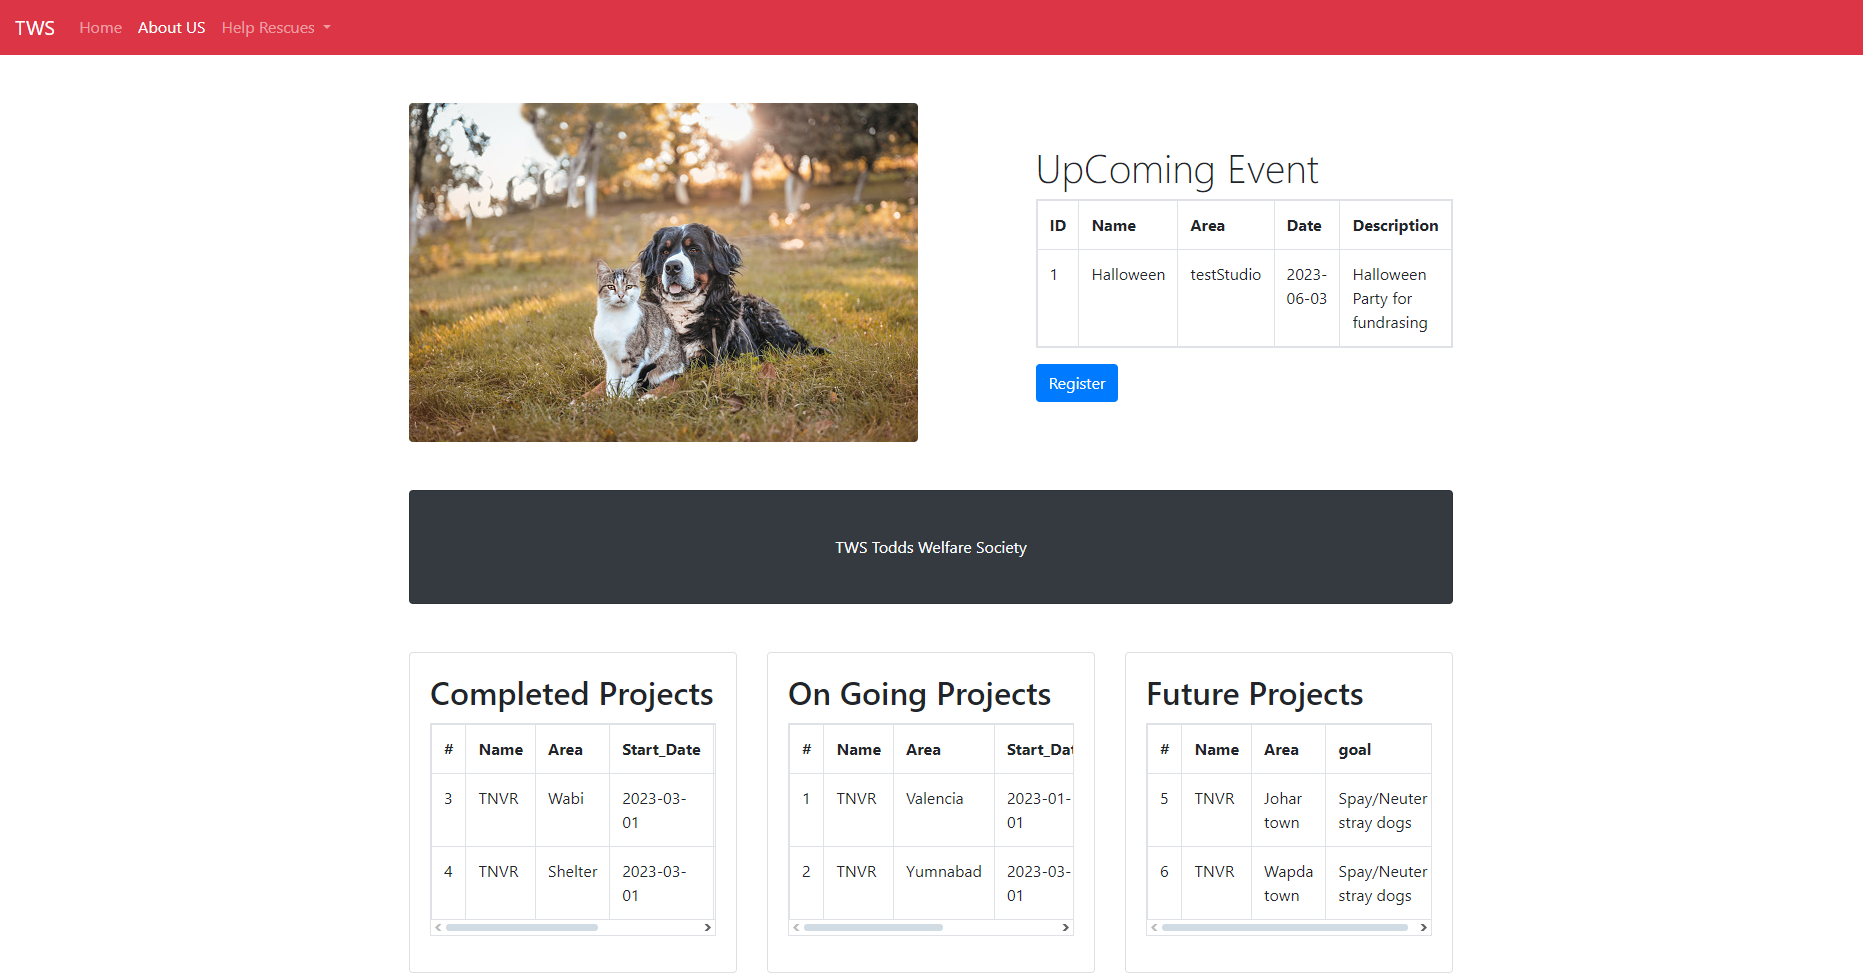 TWS Home About US Help Rescues
UpComing Event
ID Name Area Date Description
1 Halloween testStudio 2023- Halloween
06-03 Party for
fundrasing
Register
TWS Todds Welfare Society
Completed Projects
# Name Area Start_Date
3 TNVR Wabi 2023-03-
01
4 TNVR Shelter 2023-03-
01
On Going Projects
# Name Area Start_Dat
1 TNVR Valencia 2023-01-
01
2 TNVR Yumnabad 2023-03-
01
Future Projects
# Name Area goal
5 TNVR Johar Spay/Neuter
town stray dogs
6 TNVR Wapda Spay/Neuter
town stray dogs